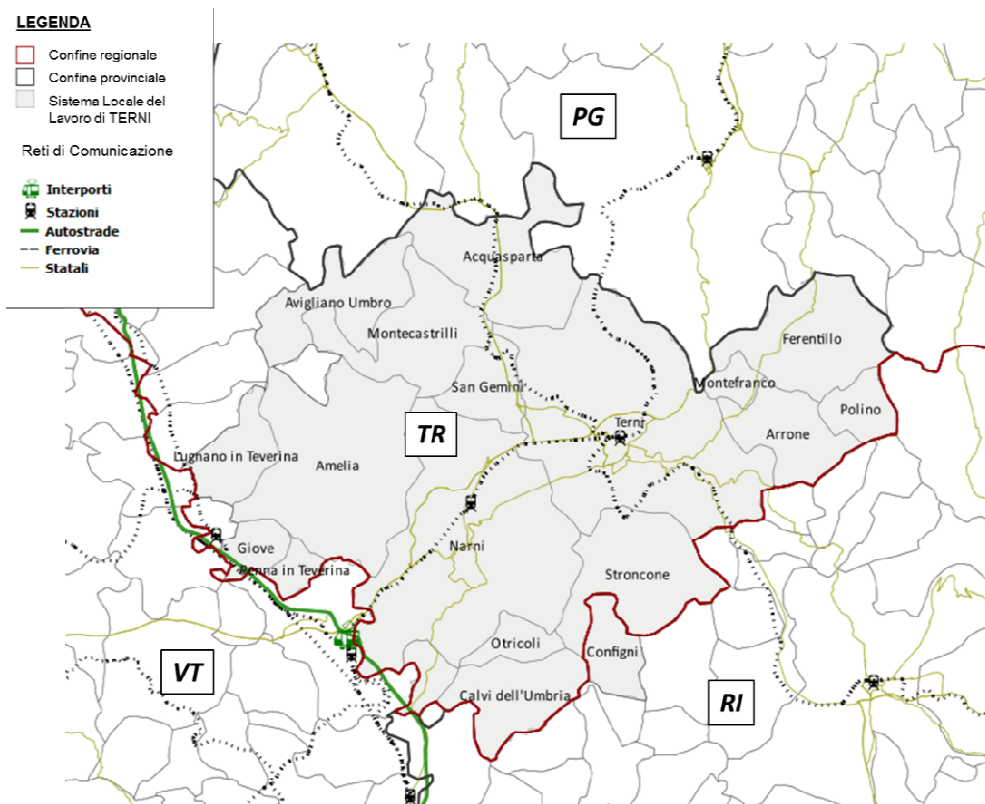 LEGENDA
Confine regionale
Confine provinciale
Sistema Locale del
Lavoro di TERNI
Reti di Comunicazione
Interporti
Stazioni
Autostrade
Ferrovia
Statali
PG
Acquasparta
Avigliano Umbro
Montecastrilli
Ferentillo
San Gemini
Montefranco
Polino
TR
Terni
Arrone
Lugnano in Teverina
Amelia
Narni
Giove
Penna in Teverina
Stroncone
Otricoli
Configni
VT
Calvi dell'Umbria
RI